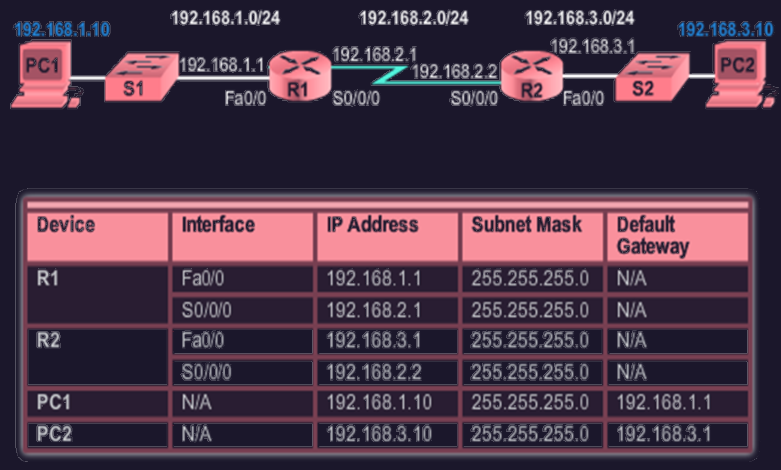 192.168.1.0/24 192.168.2.0/24 192.168.3.0/24
192.168.1.10 192.168.3.10
PC1 S1 192.168.1.1 R1 192.168.2.1 192.168.2.2 R2 192.168.3.1 S2 PC2
Fa0/0 S0/0/0 S0/0/0 Fa0/0
Device Interface IP Address Subnet Mask Default Gateway
R1 Fa0/0 192.168.1.1 255.255.255.0 N/A
S0/0/0 192.168.2.1 255.255.255.0 N/A
R2 Fa0/0 192.168.3.1 255.255.255.0 N/A
S0/0/0 192.168.2.2 255.255.255.0 N/A
PC1 N/A 192.168.1.10 255.255.255.0 192.168.1.1
PC2 N/A 192.168.3.10 255.255.255.0 192.168.3.1